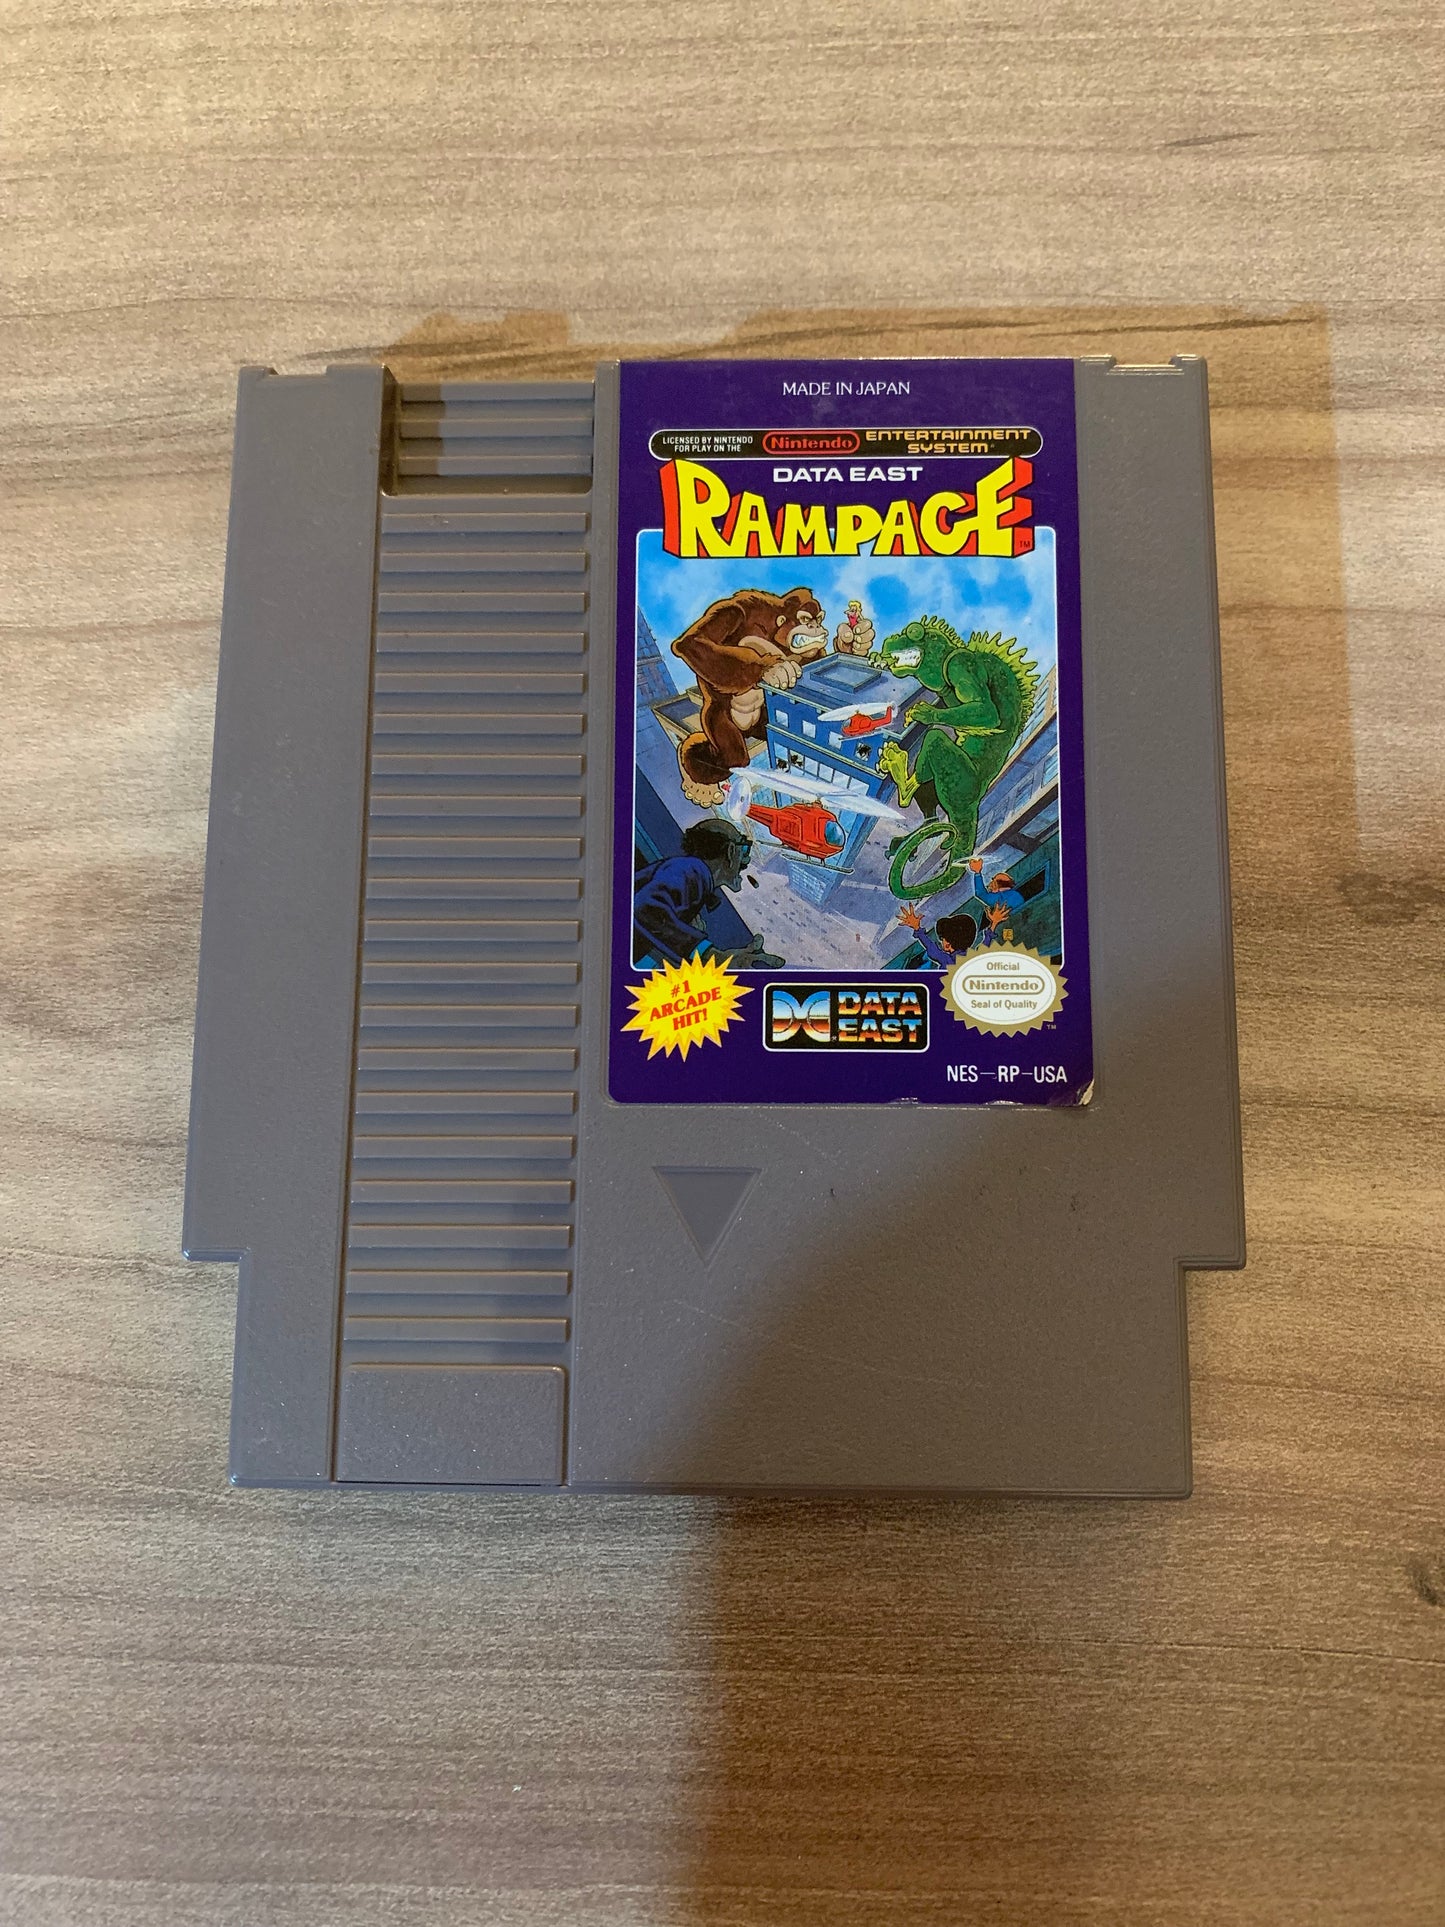 MADE IN JAPAN
LICENSED BY NINTENDO
FOR PLAY ON THE
Nintendo
ENTERTAINMENT
SYSTEM®
DATA EAST
RAMPAGE
TM
#1
ARCADE
HIT!
DATA
EAST
Official
Nintendo
Seal of Quality
TM
NES-RP-USA